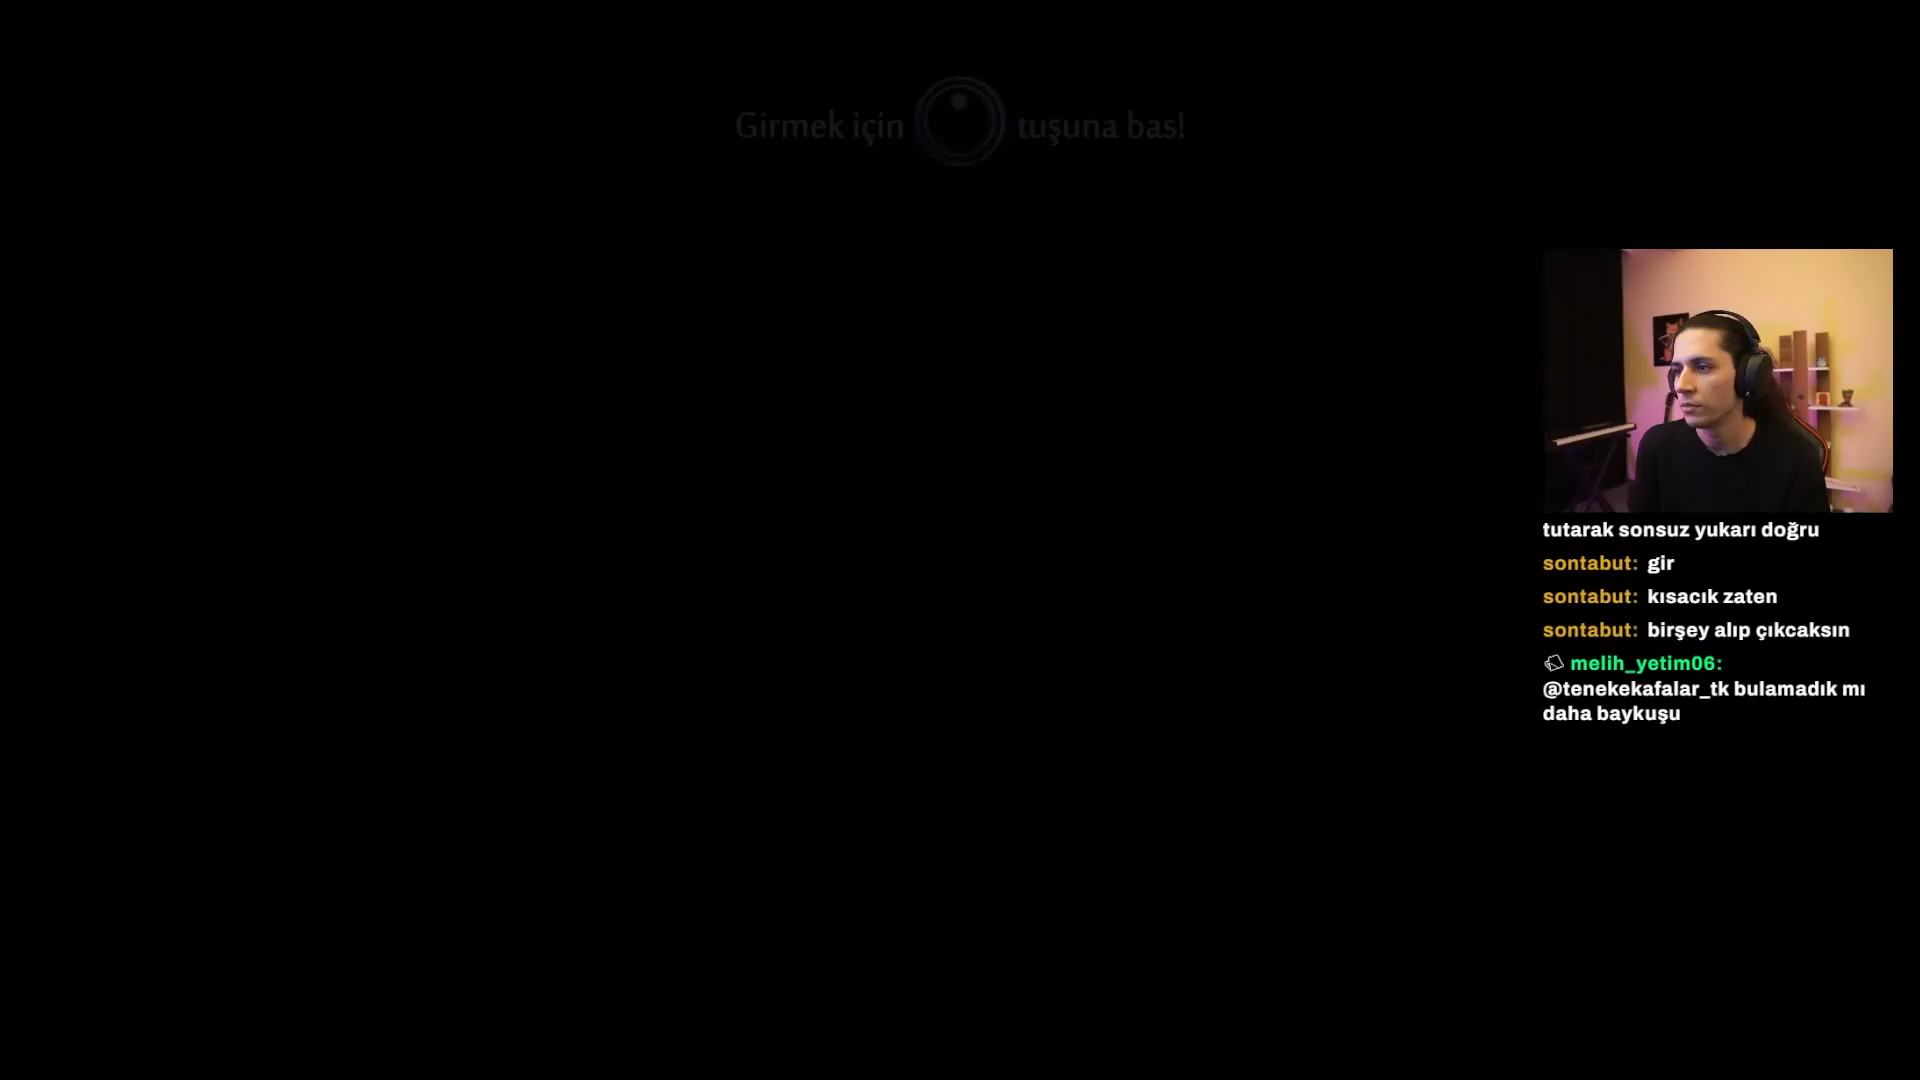 Girmek için tuşuna bas!
tutarak sonsuz yukarı doğru
sontabut: gir
sontabut: kısacık zaten
sontabut: birşey alıp çıkcaksın
melih_yetim06:
@tenekekafalar_tk bulamadık mı
daha baykuşu